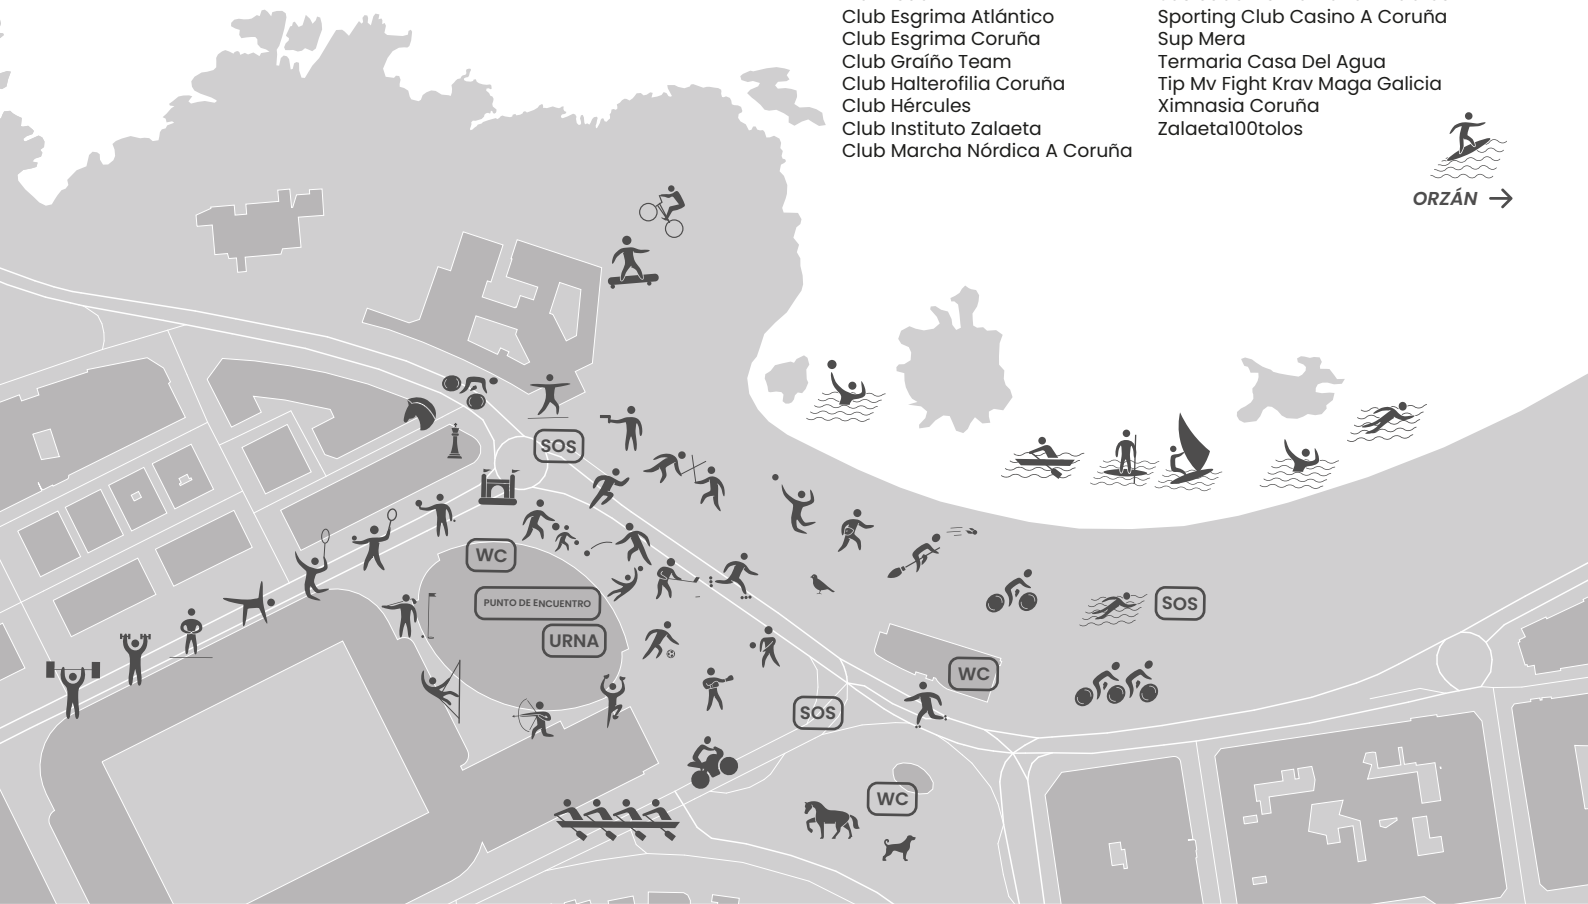 Club Esgrima Atlántico
Club Esgrima Coruña
Club Graíño Team
Club Halterofilia Coruña
Club Hércules
Club Instituto Zalaeta
Club Marcha Nórdica A Coruña
Sporting Club Casino A Coruña
Sup Mera
Termaria Casa Del Agua
Tip Mv Fight Krav Maga Galicia
Ximnasia Coruña
Zalaeta100tolos
ORZÁN
SOS
WC
PUNTO DE ENCUENTRO
URNA
SOS
WC
SOS
WC